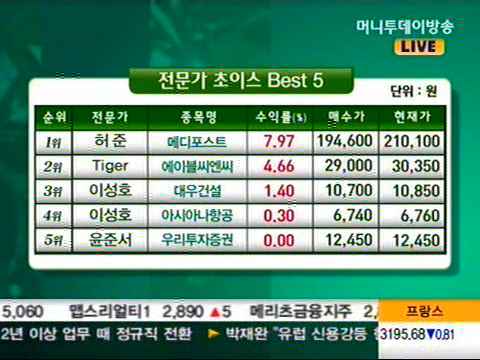 머니투데이방송
LIVE
전문가 초이스 Best 5
단위 : 원
순위 전문가 종목명 수익률(%) 매수가 현재가
1위 허준 메디포스트 7.97 194,600 210,100
2위 Tiger 에이블씨엔씨 4.66 29,000 30,350
3위 이성호 대우건설 1.40 10,700 10,850
4위 이성호 아시아나항공 0.30 6,740 6,760
5위 윤준서 우리투자증권 0.00 12,450 12,450
5,060 맵스리얼티1 2,890 ▲5 메리츠금융지주 2, 프랑스
2년 이상 업무 때 정규직 전환 ▶ 박재완 "유럽 신용강등 3195.68▼0.81